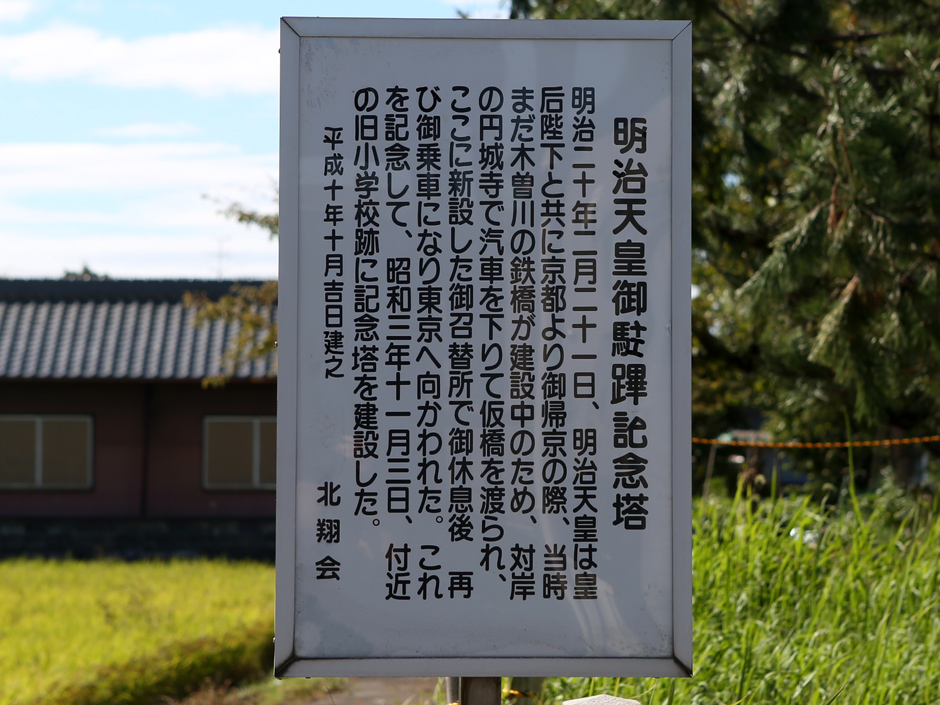 明治天皇御駐蹕記念塔
明治二十年二月二十一日、明治天皇は皇
后陛下と共に京都より御帰京の際、当時
まだ木曽川の鉄橋が建設中のため、対岸
の円城寺で汽車を下りて仮橋を渡られ、
ここに新設した御召替所で御休息後　再
び御乗車になり東京へ向かわれた。これ
を記念して、昭和三年十一月三日、付近
の旧小学校跡に記念塔を建設した。
平成十年十月吉日建之　北翔会